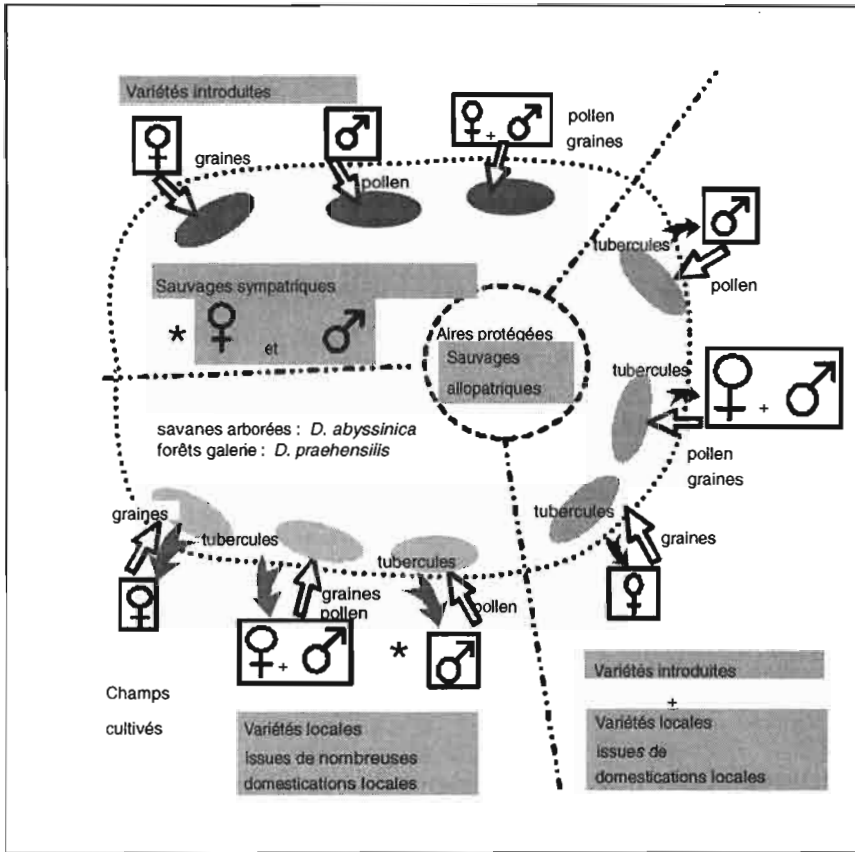 Variétés introduites
graines
pollen
+
pollen
graines
tubercules
pollen
Sauvages sympatriques
* et
Aires protégées
Sauvages
allopatriques
tubercules
+
pollen
graines
savanes arborées : D. abyssinica
forêts galerie : D. praehensilis
graines
tubercules
tubercules
tubercules
graines
graines
pollen
pollen
+
*
Champs
cultivés
Variétés locales
issues de nombreuses
domestications locales
Variétés introduites
+
Variétés locales
issues de
domestications locales